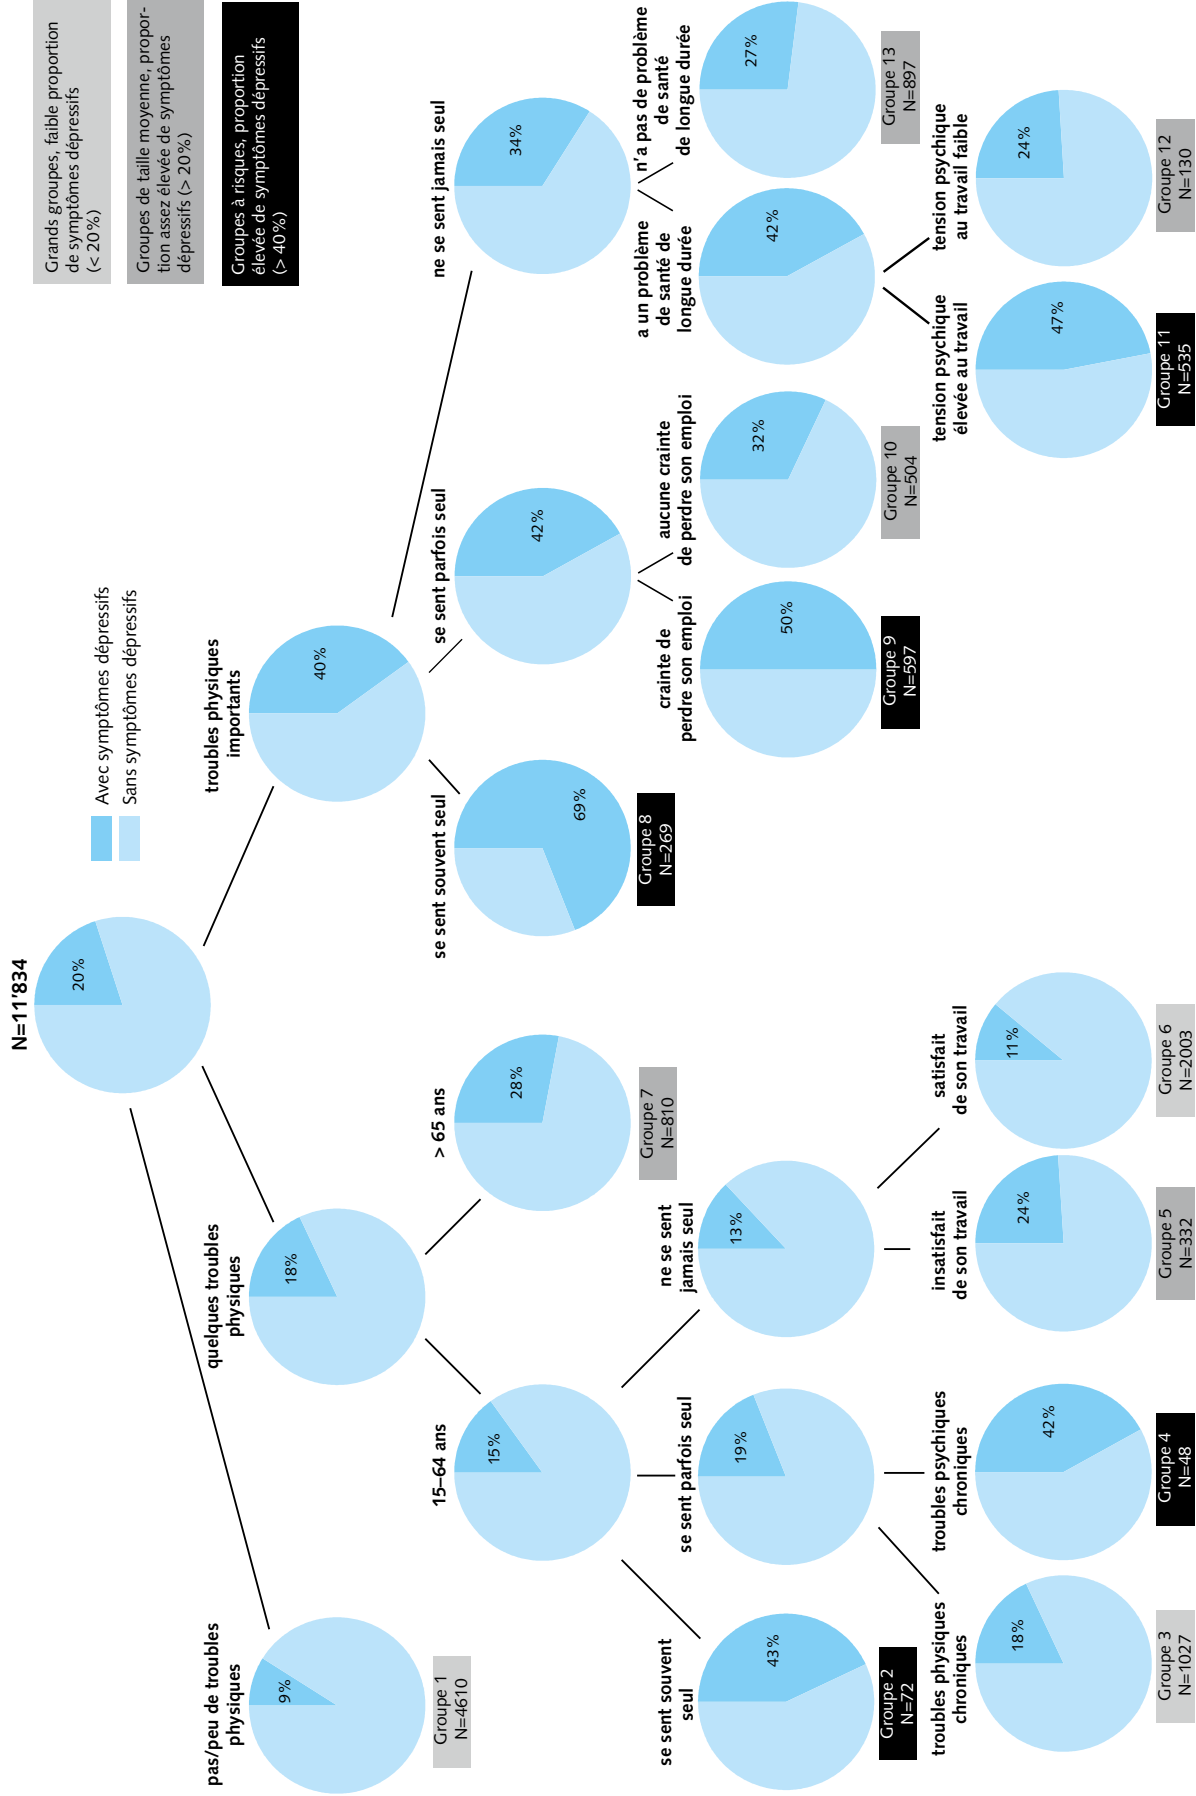 Grands groupes, faible proportion
de symptômes dépressifs
(< 20%)
Groupes de taille moyenne, propor-
tion assez élevée de symptômes
dépressifs (> 20%)
Groupes à risques, proportion
élevée de symptômes dépressifs
(> 40%)
N=11'834
20%
Avec symptômes dépressifs
Sans symptômes dépressifs
pas/peu de troubles
physiques
9%
Groupe 1
N=4610
quelques troubles
physiques
18%
troubles physiques
importants
40%
15–64 ans
15%
> 65 ans
28%
Groupe 7
N=810
se sent souvent seul
69%
Groupe 8
N=269
se sent parfois seul
42%
ne se sent jamais seul
34%
se sent souvent
seul
43%
Groupe 2
N=72
se sent parfois seul
19%
ne se sent
jamais seul
13%
crainte de
perdre son emploi
50%
Groupe 9
N=597
aucune crainte
de perdre son emploi
32%
Groupe 10
N=504
a un problème
de santé de
longue durée
42%
n'a pas de problème
de santé
de longue durée
27%
Groupe 13
N=897
troubles physiques
chroniques
18%
Groupe 3
N=1027
troubles psychiques
chroniques
42%
Groupe 4
N=48
insatisfait
de son travail
24%
Groupe 5
N=332
satisfait
de son travail
11%
Groupe 6
N=2003
tension psychique
élevée au travail
47%
Groupe 11
N=535
tension psychique
au travail faible
24%
Groupe 12
N=130